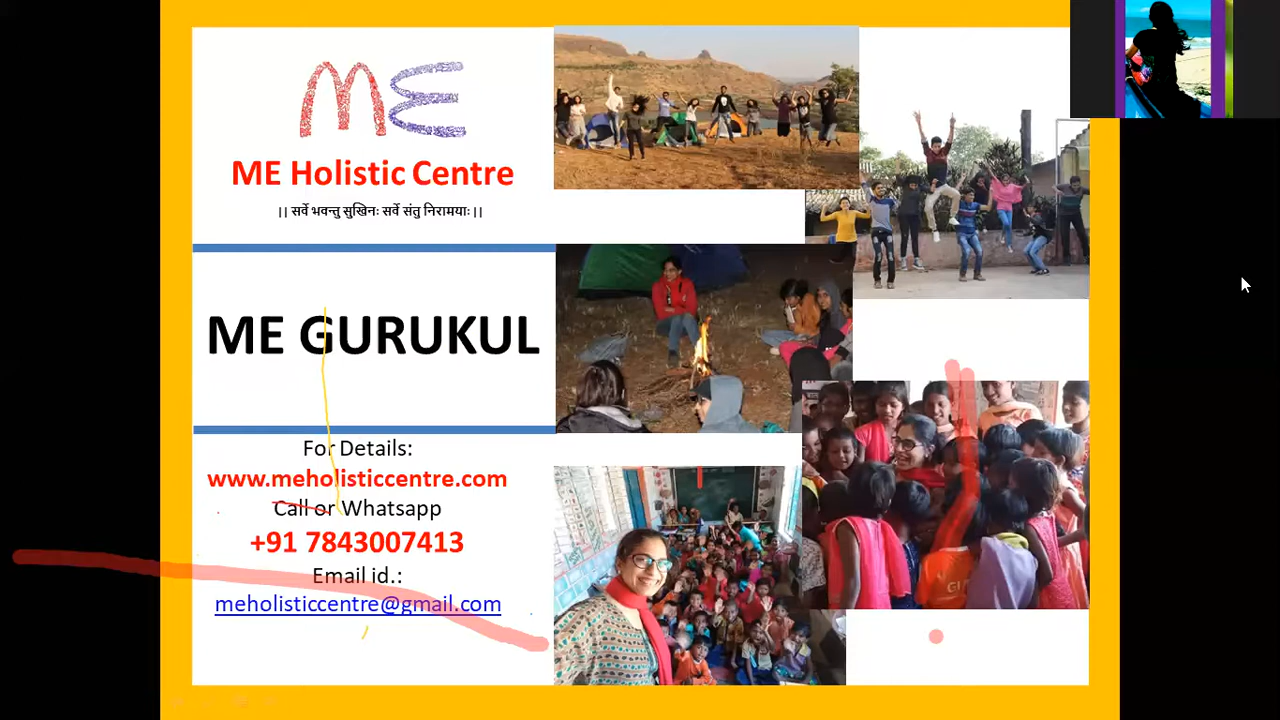 ME
ME Holistic Centre
।। सर्वे भवन्तु सुखिनः सर्वे संतु निरामयाः ।।
ME GURUKUL
For Details:
www.meholisticcentre.com
Call or Whatsapp
+91 7843007413
Email id.:
meholisticcentre@gmail.com